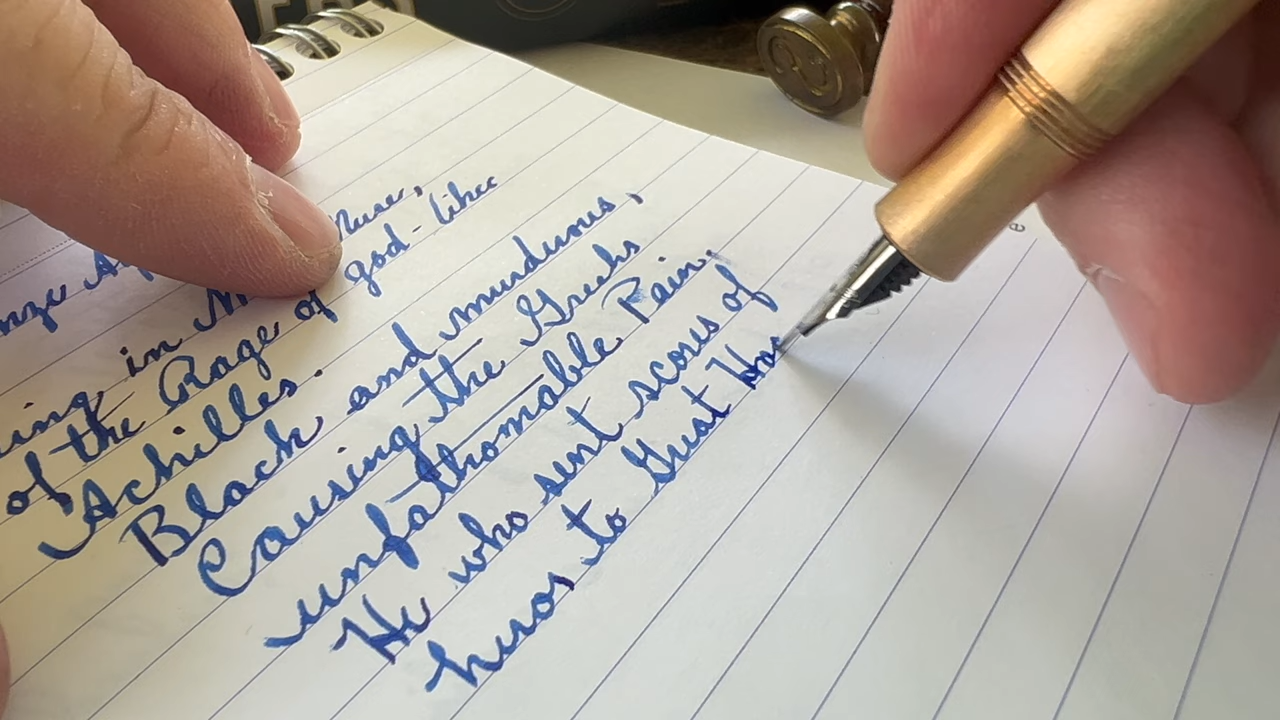 Muse,
in
of the Rage of god-like
Achilles.
Black and murderous,
Causing the Greeks
unfathomable Pain.
He who sent scores of
heros to Great